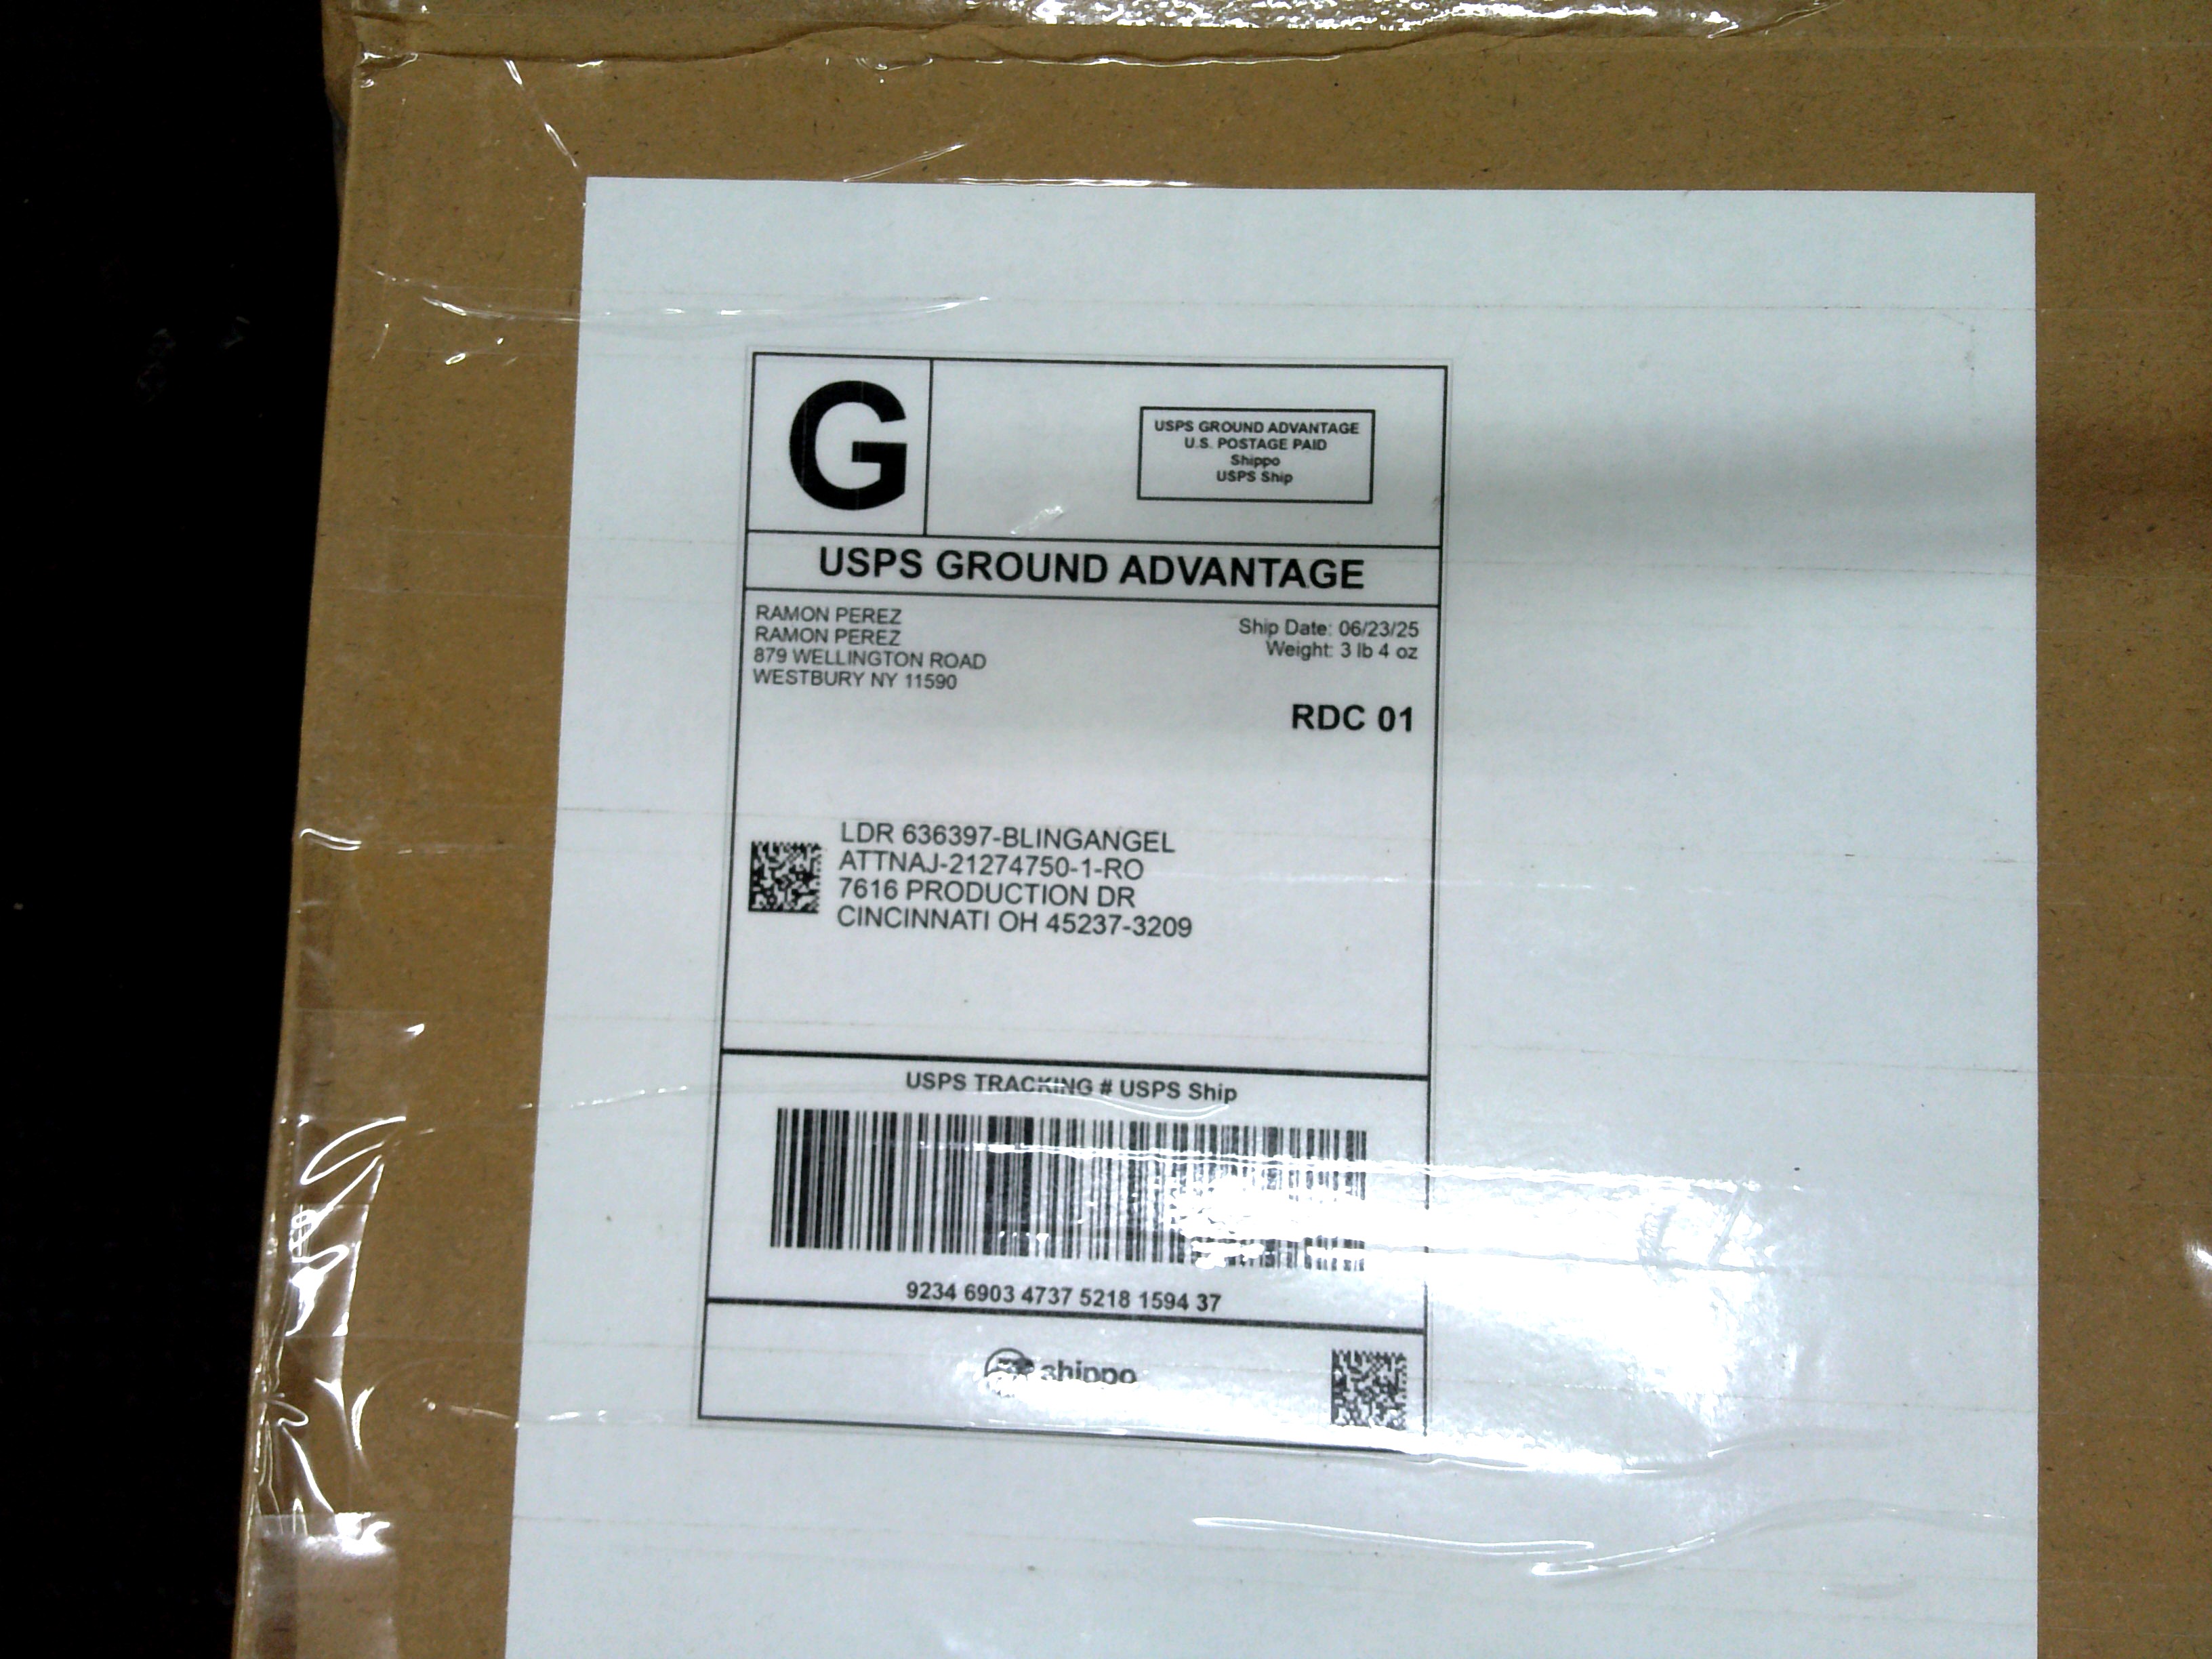 G
USPS GROUND ADVANTAGE
U.S. POSTAGE PAID
Shippo
USPS Ship
USPS GROUND ADVANTAGE
RAMON PEREZ
RAMON PEREZ
879 WELLINGTON ROAD
WESTBURY NY 11590
Ship Date: 06/23/25
Weight: 3 lb 4 oz
RDC 01
LDR 636397-BLINGANGEL
ATTNAJ-21274750-1-RO
7616 PRODUCTION DR
CINCINNATI OH 45237-3209
USPS TRACKING # USPS Ship
9234 6903 4737 5218 1594 37
shippo